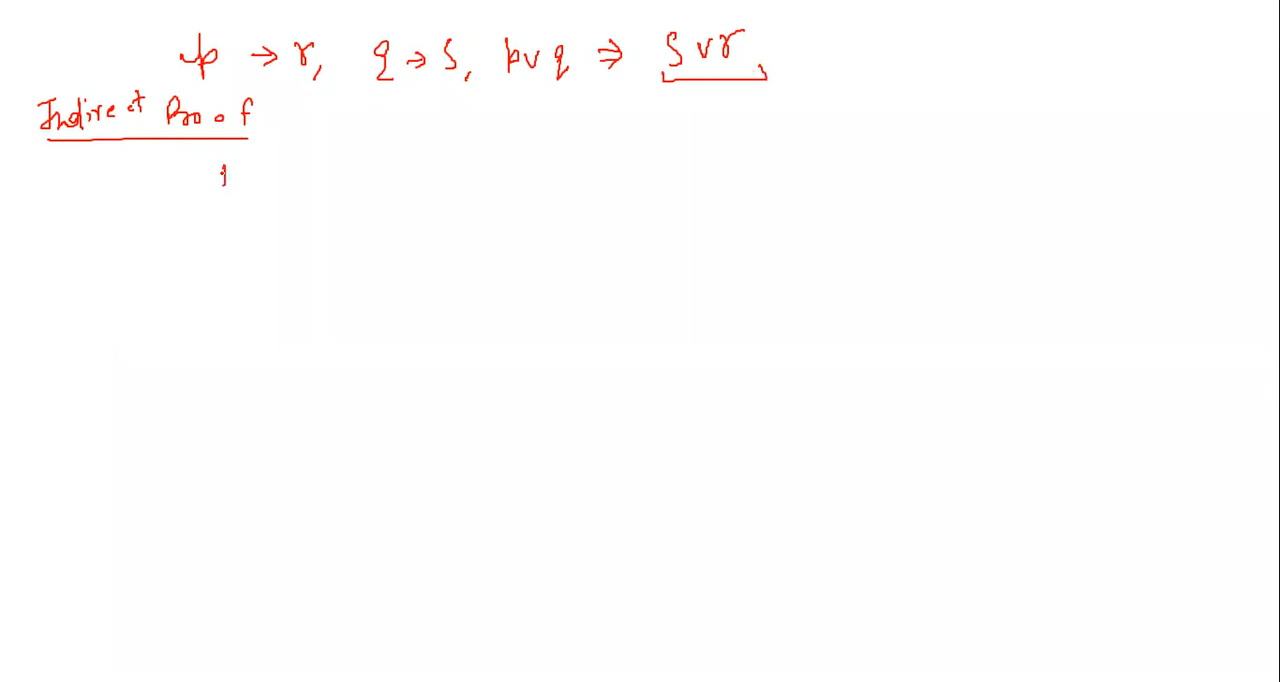 p → r, q → s, p ∨ q ⇒ s ∨ r,
Indirect Proof